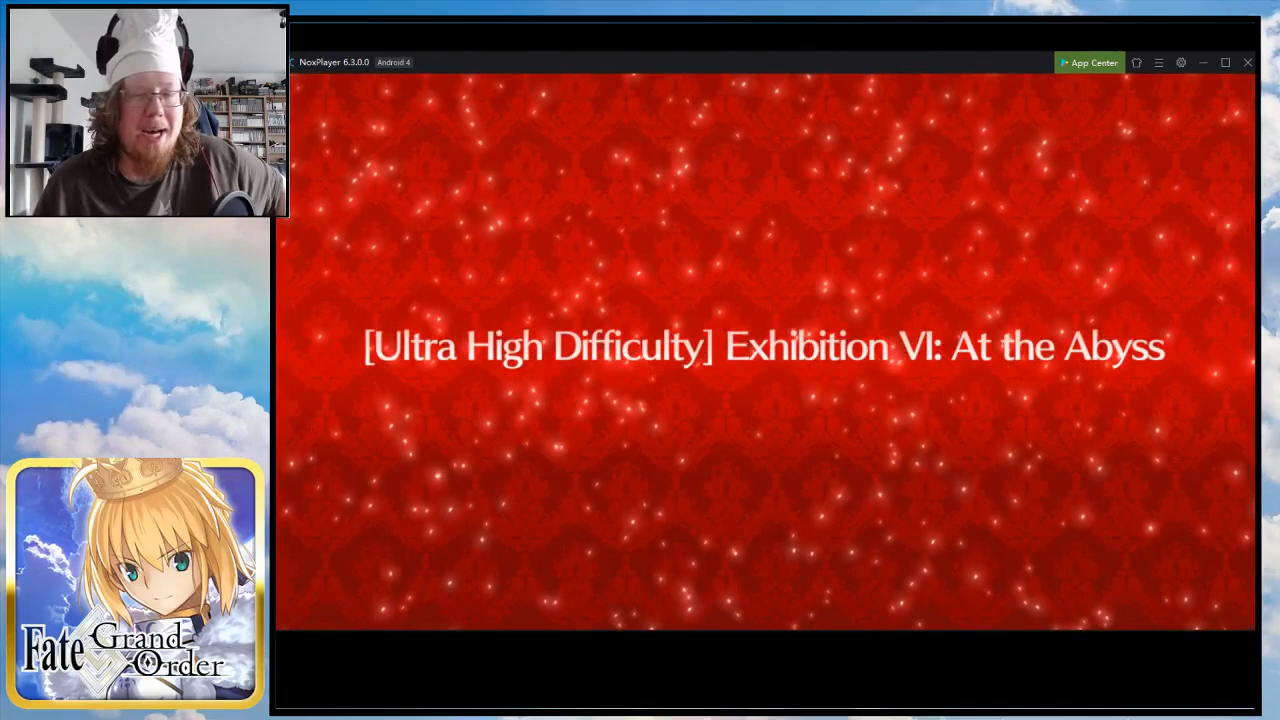 NoxPlayer 6.3.0.0 Android 4
App Center
[Ultra High Difficulty] Exhibition VI: At the Abyss
Fate
Grand
Order